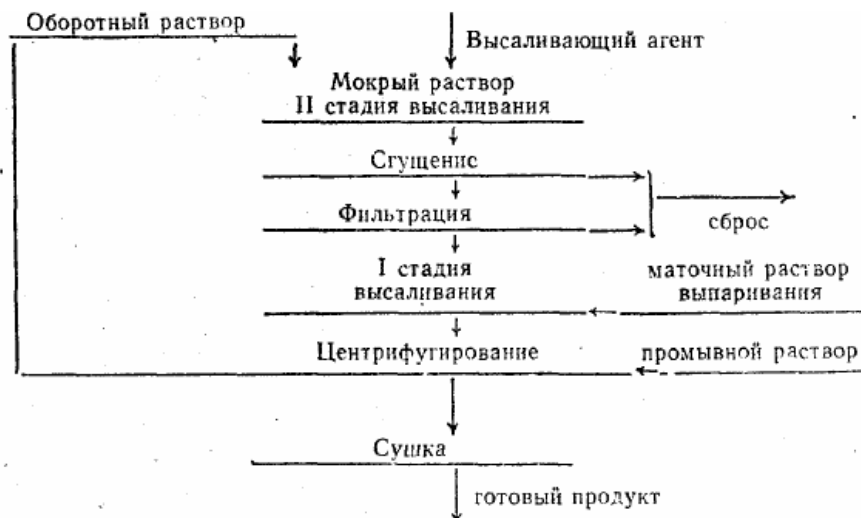 Оборотный раствор
Высаливающий агент
Мокрый раствор
II стадия высаливания
Сгущение
Фильтрация
сброс
I стадия
высаливания
маточный раствор
выпаривания
Центрифугирование
промывной раствор
Сушка
готовый продукт